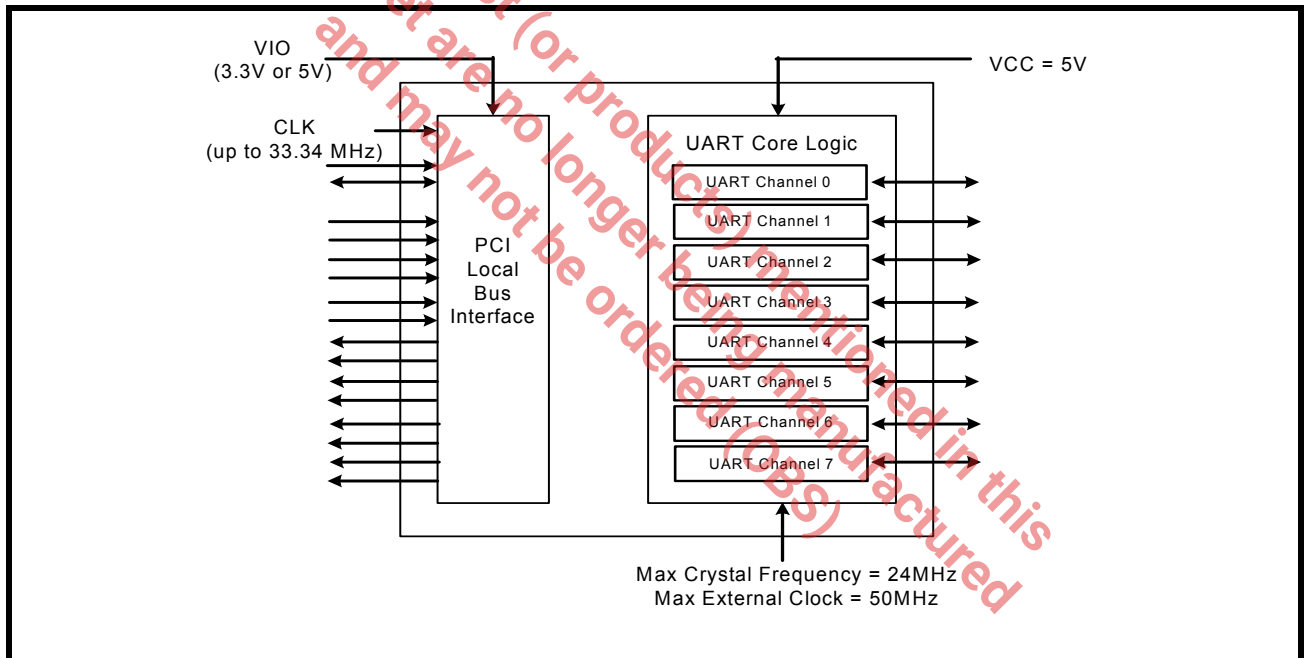 VIO
(3.3V or 5V)
VCC = 5V
CLK
(up to 33.34 MHz)
PCI
Local
Bus
Interface
UART Core Logic
UART Channel 0
UART Channel 1
UART Channel 2
UART Channel 3
UART Channel 4
UART Channel 5
UART Channel 6
UART Channel 7
Max Crystal Frequency = 24MHz
Max External Clock = 50MHz
(or products) mentioned in this
are no longer being manufactured
and may not be ordered (OBS)